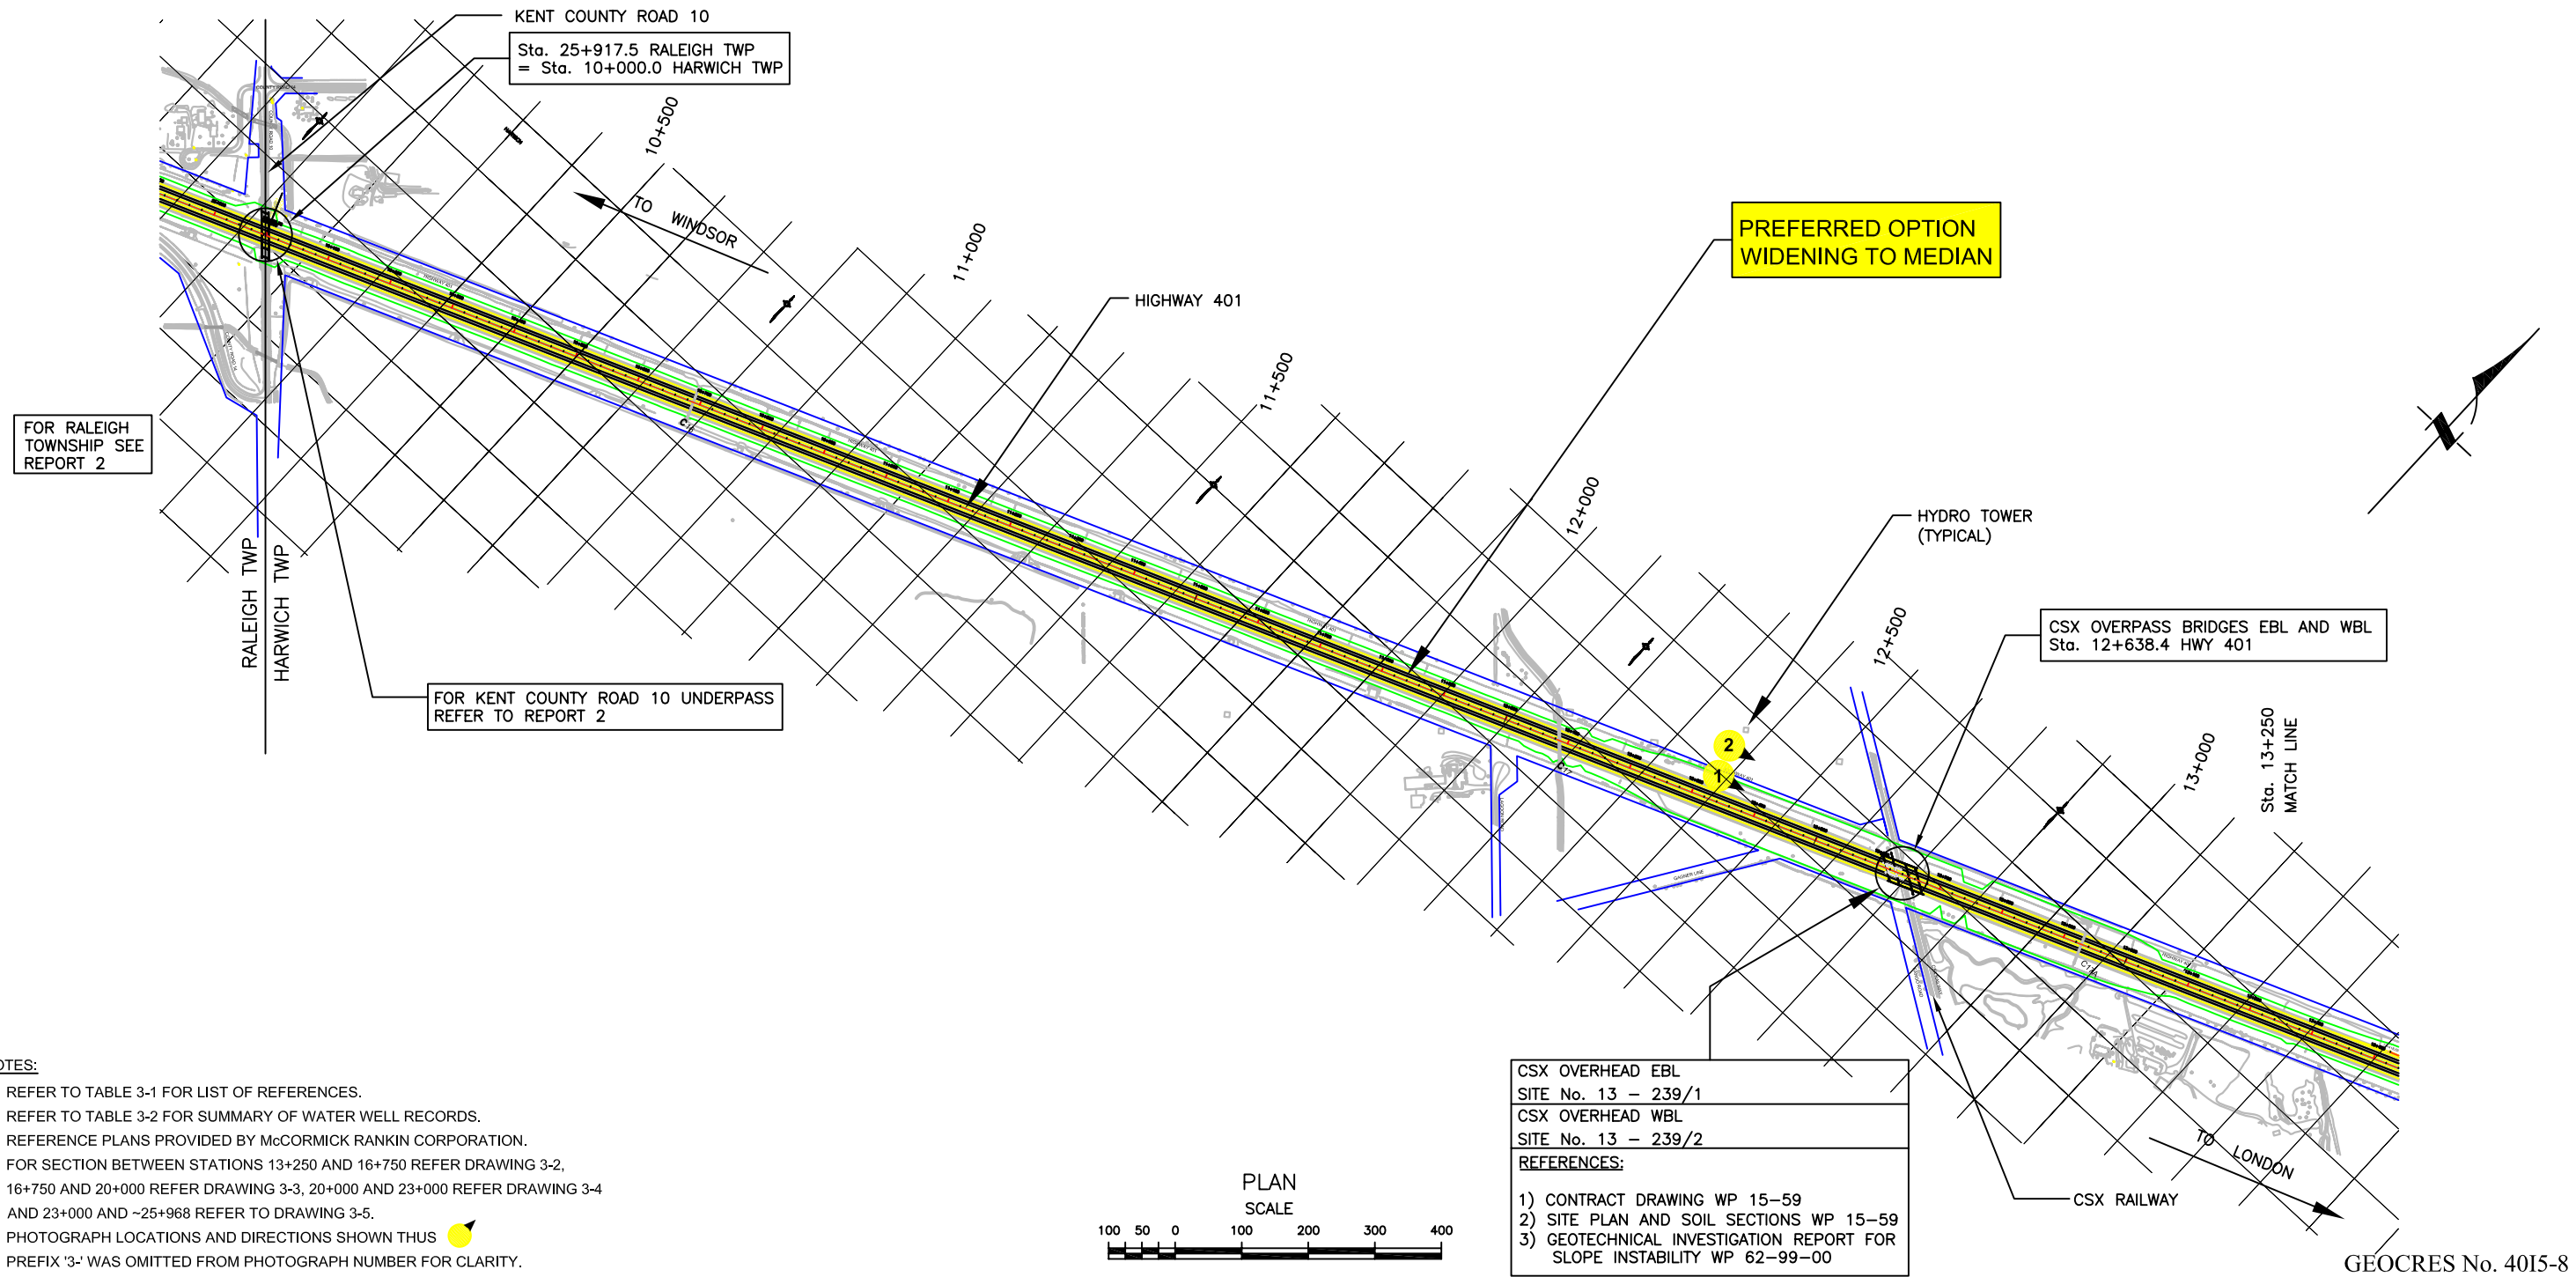 KENT COUNTY ROAD 10
Sta. 25+917.5 RALEIGH TWP
= Sta. 10+000.0 HARWICH TWP
10+500
TO WINDSOR
11+000
HIGHWAY 401
PREFERRED OPTION
WIDENING TO MEDIAN
11+500
12+000
HYDRO TOWER
(TYPICAL)
12+500
CSX OVERPASS BRIDGES EBL AND WBL
Sta. 12+638.4 HWY 401
13+000
Sta. 13+250
MATCH LINE
N
FOR RALEIGH
TOWNSHIP SEE
REPORT 2
RALEIGH TWP
HARWICH TWP
FOR KENT COUNTY ROAD 10 UNDERPASS
REFER TO REPORT 2
2
1
GAGNER LINE
C17
HIGHWAY 401
HIGHWAY 401
HIGHWAY 401
CSX OVERHEAD EBL
SITE No. 13 - 239/1
CSX OVERHEAD WBL
SITE No. 13 - 239/2
REFERENCES:
1) CONTRACT DRAWING WP 15-59
2) SITE PLAN AND SOIL SECTIONS WP 15-59
3) GEOTECHNICAL INVESTIGATION REPORT FOR
SLOPE INSTABILITY WP 62-99-00
TO LONDON
CSX RAILWAY
OTES:
REFER TO TABLE 3-1 FOR LIST OF REFERENCES.
REFER TO TABLE 3-2 FOR SUMMARY OF WATER WELL RECORDS.
REFERENCE PLANS PROVIDED BY McCORMICK RANKIN CORPORATION.
FOR SECTION BETWEEN STATIONS 13+250 AND 16+750 REFER DRAWING 3-2,
16+750 AND 20+000 REFER DRAWING 3-3, 20+000 AND 23+000 REFER DRAWING 3-4
AND 23+000 AND ~25+968 REFER TO DRAWING 3-5.
PHOTOGRAPH LOCATIONS AND DIRECTIONS SHOWN THUS
PREFIX '3-' WAS OMITTED FROM PHOTOGRAPH NUMBER FOR CLARITY.
PLAN
SCALE
100 50 0 100 200 300 400
GEOCRES No. 40I5-8